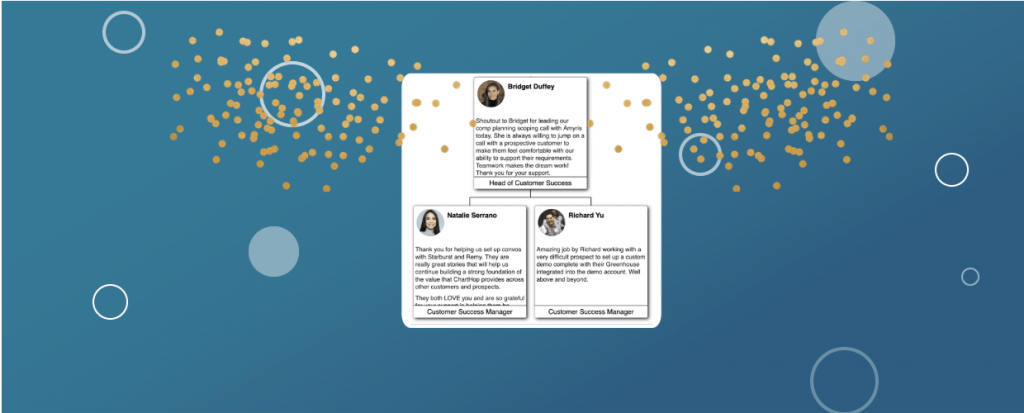 Bridget Duffey
Shoutout to Bridget for leading our
comp planning scoping call with Amyris
today. She is always willing to jump on a
call with a prospective customer to
make them feel comfortable with our
ability to support their requirements.
Teamwork makes the dream work!
Thank you for your support.
Head of Customer Success
Natalie Serrano
Thank you for helping us set up convos
with Starburst and Remy. They are
really great stories that will help us
continue building a strong foundation of
the value that ChartHop provides across
other customers and prospects.
They both LOVE you and are so grateful
for your support in helping them be
Customer Success Manager
Richard Yu
Amazing job by Richard working with a
very difficult prospect to set up a custom
demo complete with their Greenhouse
integrated into the demo account. Well
above and beyond.
Customer Success Manager